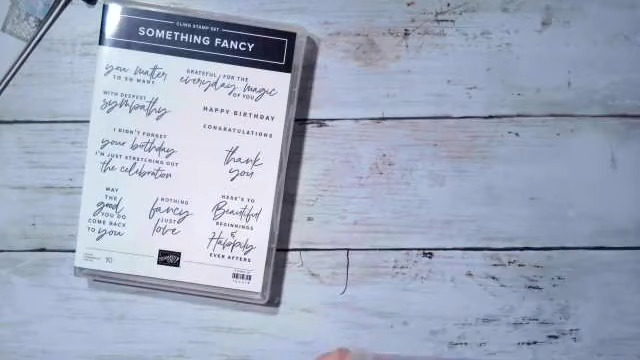 CLING STAMP SET
SOMETHING FANCY
you matter
TO SO MANY
GRATEFUL FOR THE
everyday magic
OF YOU
WITH DEEPEST
sympathy
HAPPY BIRTHDAY
CONGRATULATIONS
I DIDN'T FORGET
your birthday
I'M JUST STRETCHING OUT
the celebration
thank
you
MAY
THE
good
YOU DO
COME BACK
TO you
NOTHING
fancy
JUST
love
HERE'S TO
Beautiful
BEGINNINGS
&
Happily
EVER AFTERS
10